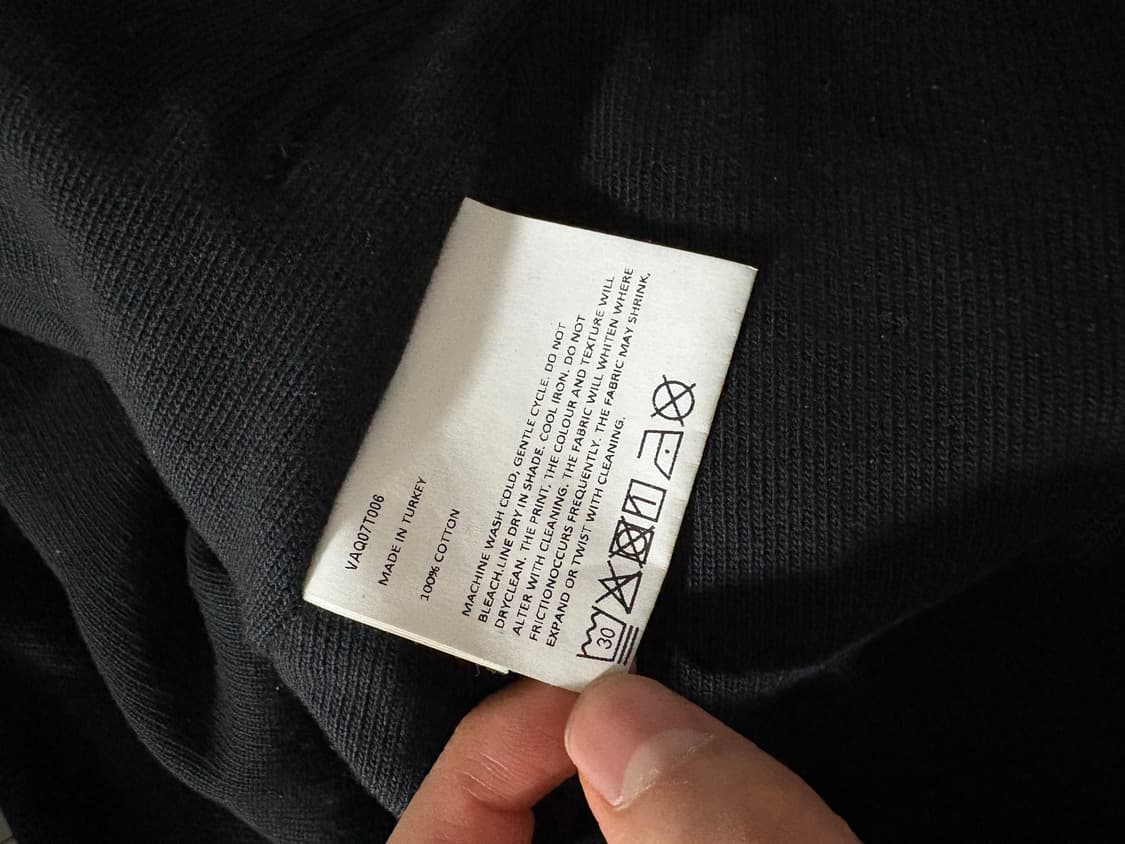 VAQ07T006
MADE IN TURKEY
100% COTTON
MACHINE WASH COLD, GENTLE CYCLE. DO NOT
BLEACH.LINE DRY IN SHADE. COOL IRON. DO NOT
DRYCLEAN. THE PRINT, THE COLOUR AND TEXTURE WILL
ALTER WITH CLEANING. THE FABRIC WILL WHITEN WHERE
FRICTIONOCCURS FREQUENTLY. THE FABRIC MAY SHRINK,
EXPAND OR TWIST WITH CLEANING.
30